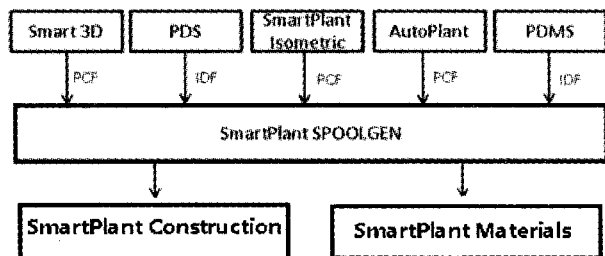 Smart 3D
PDS
SmartPlant
Isometric
AutoPlant
PDMS
PCF
IDF
PCF
PCF
IDF
SmartPlant SPOOLGEN
SmartPlant Construction
SmartPlant Materials